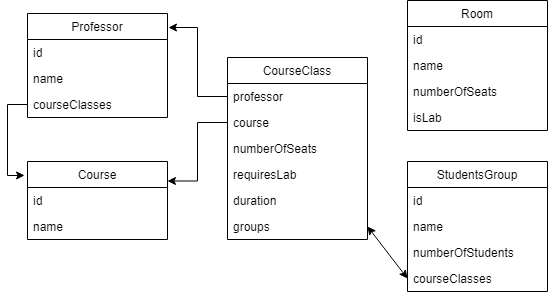 Professor
id
name
courseClasses
Course
id
name
CourseClass
professor
course
numberOfSeats
requiresLab
duration
groups
Room
id
name
numberOfSeats
isLab
StudentsGroup
id
name
numberOfStudents
courseClasses